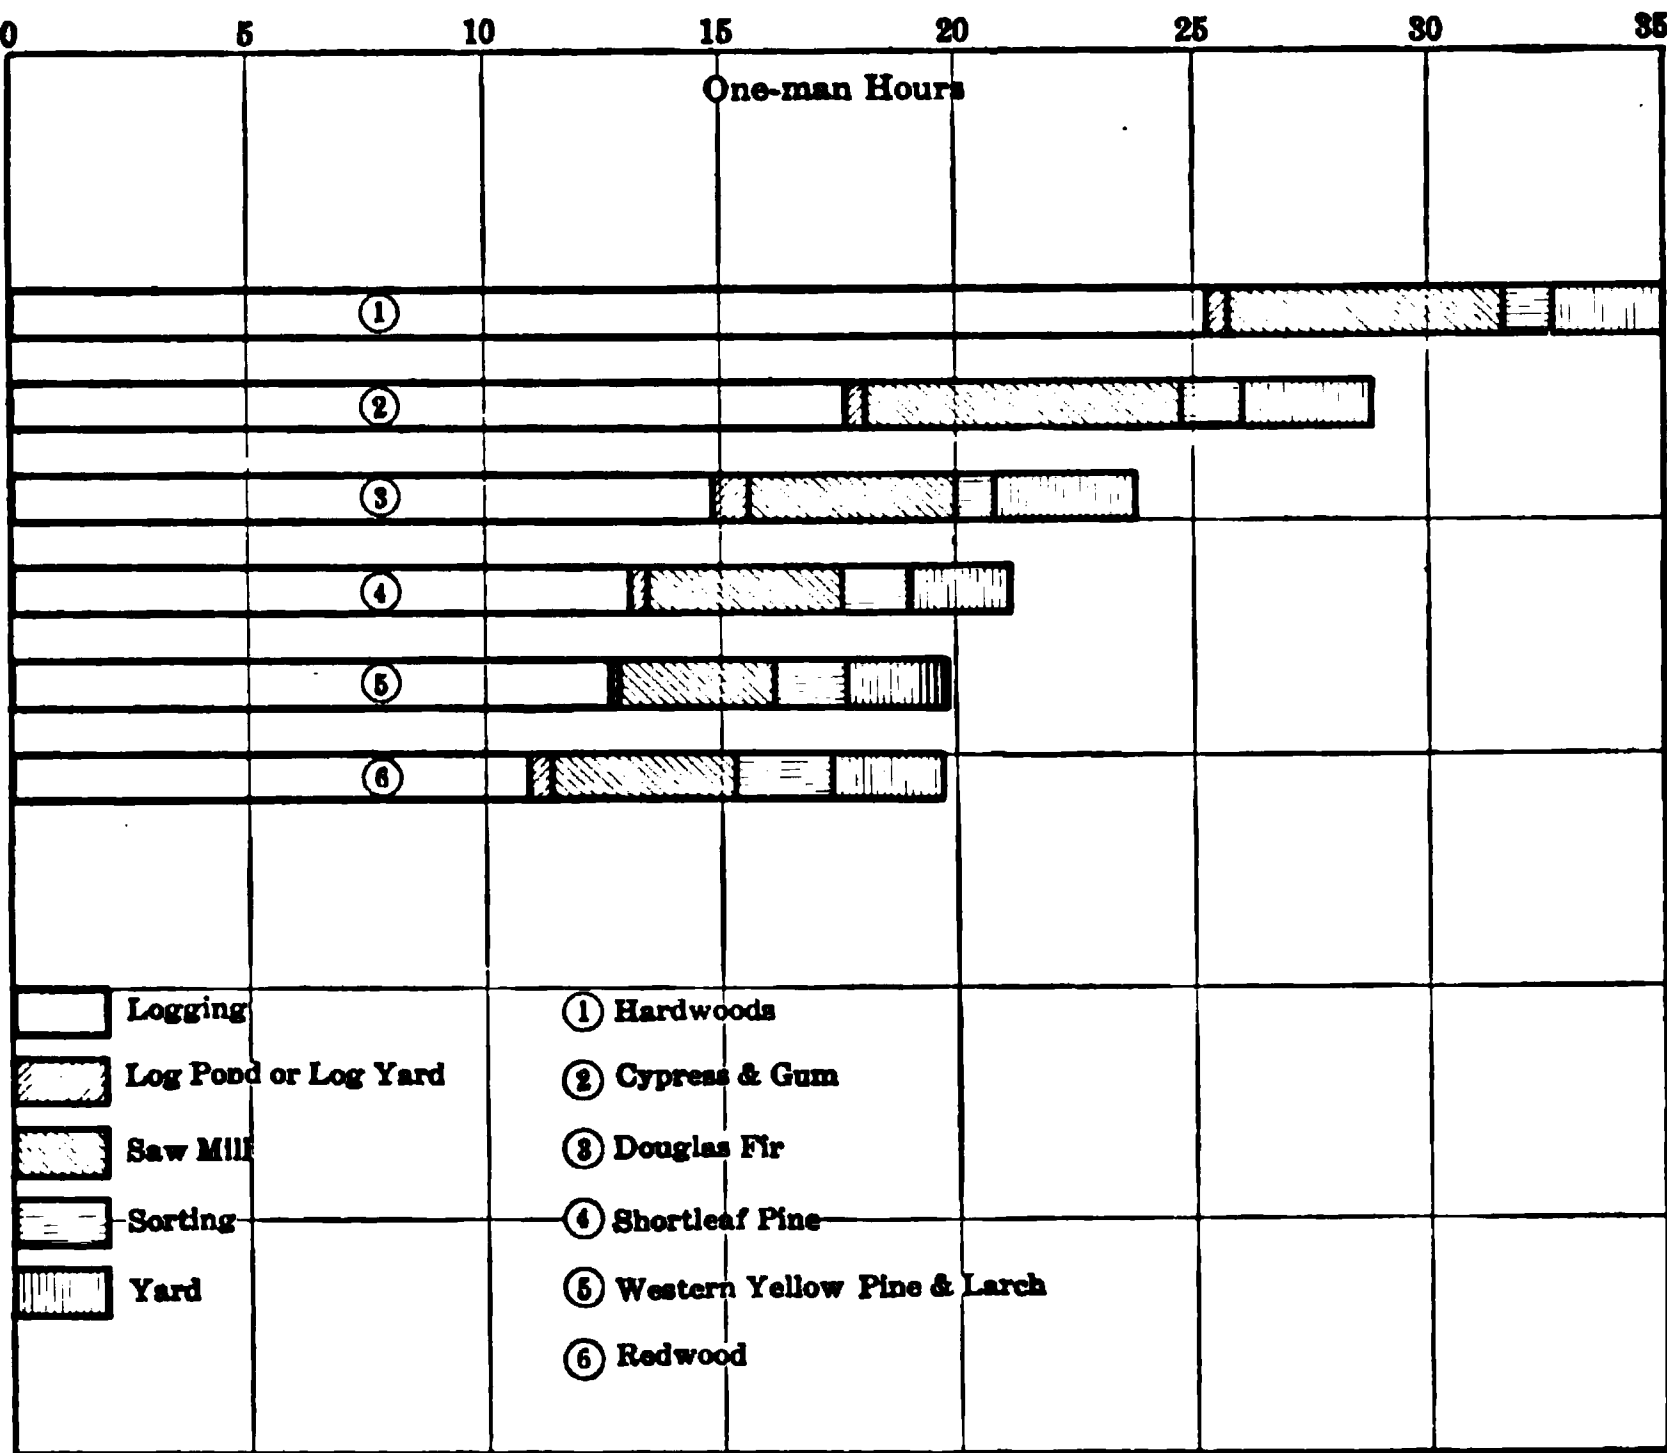 0 5 10 15 20 25 30 35
One-man Hours
1
2
3
4
5
6
Logging
Log Pond or Log Yard
Saw Mill
Sorting
Yard
1 Hardwoods
2 Cypress & Gum
3 Douglas Fir
4 Shortleaf Pine
5 Western Yellow Pine & Larch
6 Redwood